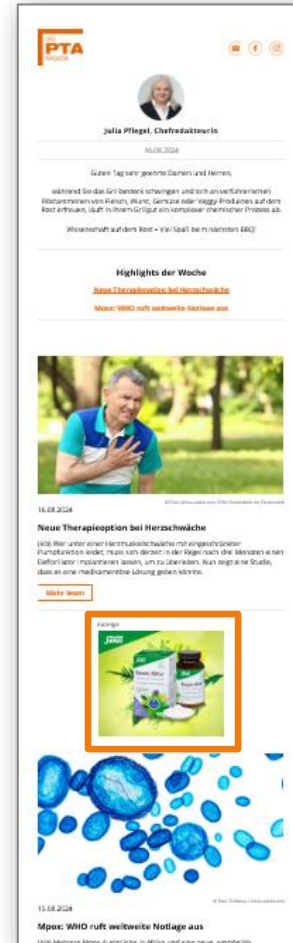 DAS
PTA
MAGAZIN
Julia Pfiegel, Chefredakteurin
16.08.2024
Guten Tag sehr geehrte Damen und Herren,
während Sie das Grillbesteck schwingen und sich an verführerischen
Röstaromen von Fleisch, Wurst, Gemüse oder Veggy-Produkten auf dem
Rost erfreuen, läuft in Ihrem Grillgut ein komplexer chemischer Prozess ab.
Wissenschaft auf dem Rost – Viel Spaß beim nächsten BBQ!
Highlights der Woche
Neue Therapieoption bei Herzschwäche
Mpox: WHO ruft weltweite Notlage aus
16.08.2024
Neue Therapieoption bei Herzschwäche
Wer unter einer Herzmuskelschwäche mit eingeschränkter
Pumpfunktion leidet, muss sich derzeit in der Regel nach drei Monaten einen
Defibrillator implantieren lassen, um zu überleben. Nun zeigt eine Studie,
dass es eine medikamentöse Lösung geben könnte.
Mehr lesen
Anzeige
15.08.2024
Mpox: WHO ruft weltweite Notlage aus